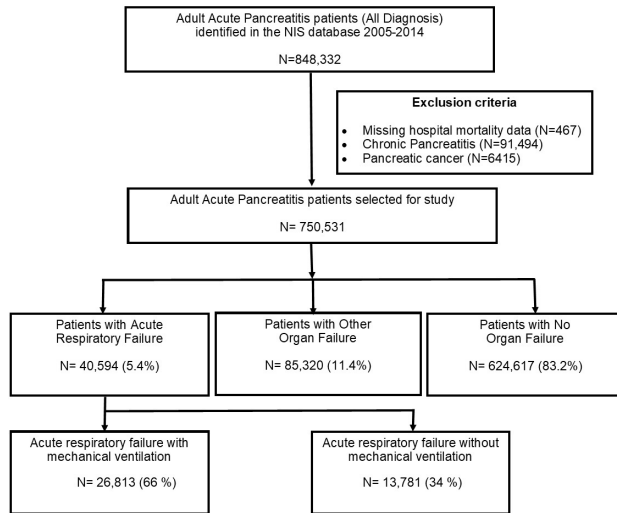 Adult Acute Pancreatitis patients (All Diagnosis)
identified in the NIS database 2005-2014
N=848,332
Exclusion criteria
• Missing hospital mortality data (N=467)
• Chronic Pancreatitis (N=91,494)
• Pancreatic cancer (N=6415)
Adult Acute Pancreatitis patients selected for study
N= 750,531
Patients with Acute
Respiratory Failure
N= 40,594 (5.4%)
Patients with Other
Organ Failure
N= 85,320 (11.4%)
Patients with No
Organ Failure
N= 624,617 (83.2%)
Acute respiratory failure with
mechanical ventilation
N= 26,813 (66 %)
Acute respiratory failure without
mechanical ventilation
N= 13,781 (34 %)